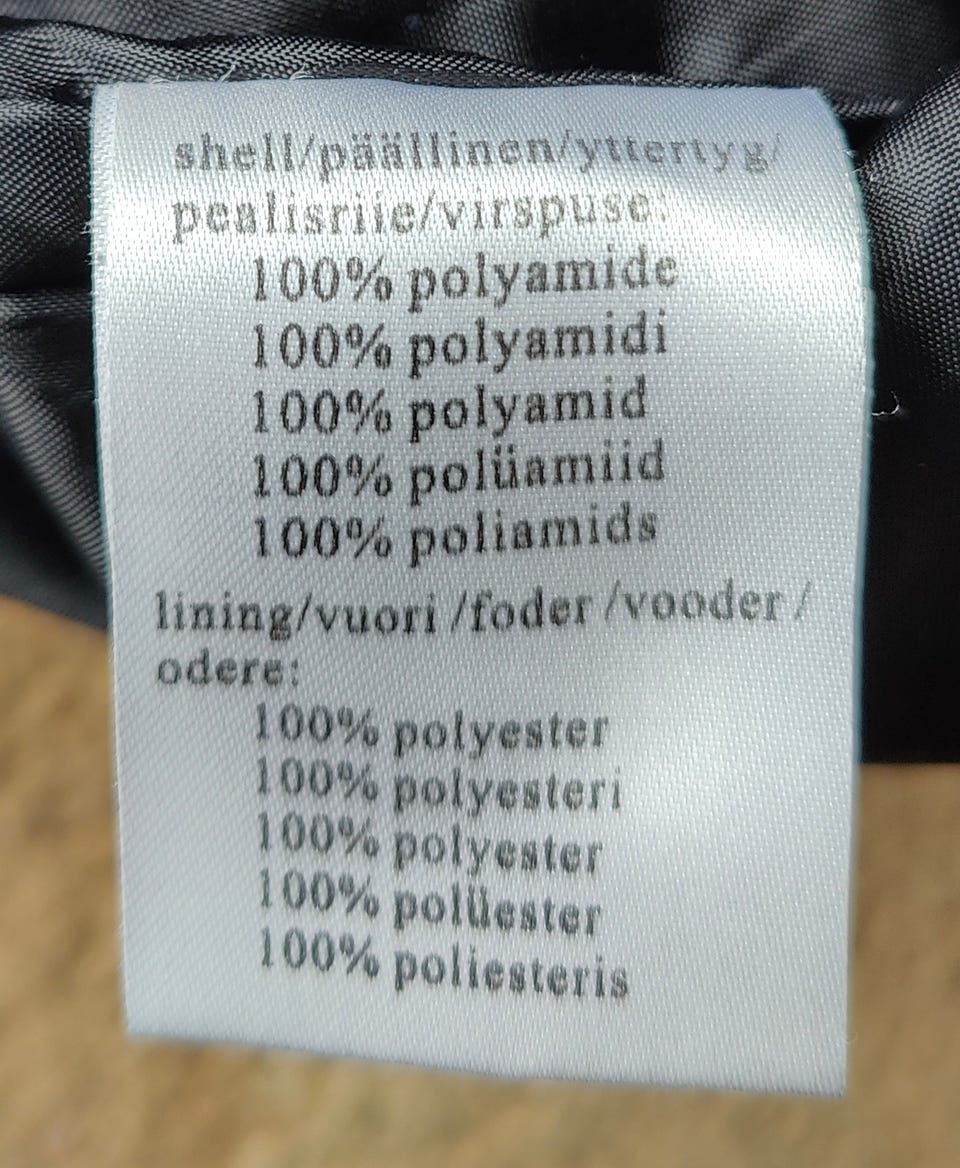 shell/päällinen/yttertyg/
pealisriie/virspuse:
100% polyamide
100% polyamidi
100% polyamid
100% polüamiid
100% poliamids
lining/vuori /foder /vooder /
odere:
100% polyester
100% polyesteri
100% polyester
100% polüester
100% poliesteris